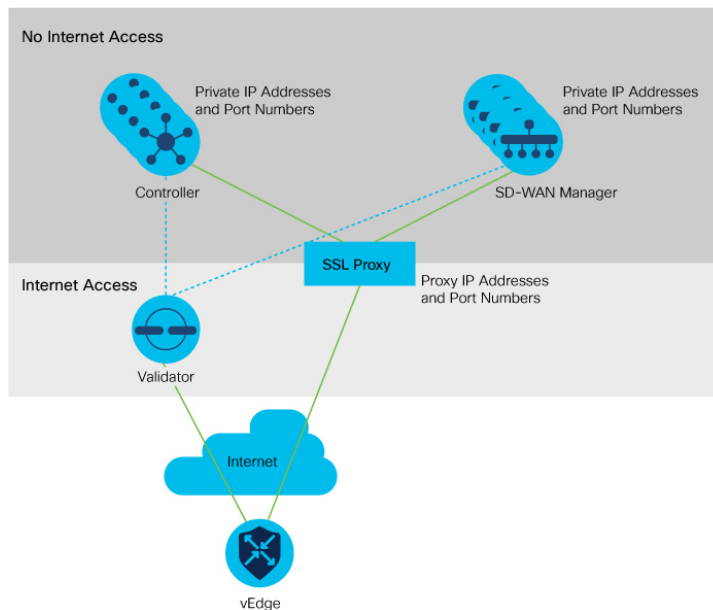 No Internet Access
Private IP Addresses
and Port Numbers
Private IP Addresses
and Port Numbers
Controller
SD-WAN Manager
SSL Proxy
Proxy IP Addresses
and Port Numbers
Internet Access
Validator
Internet
vEdge